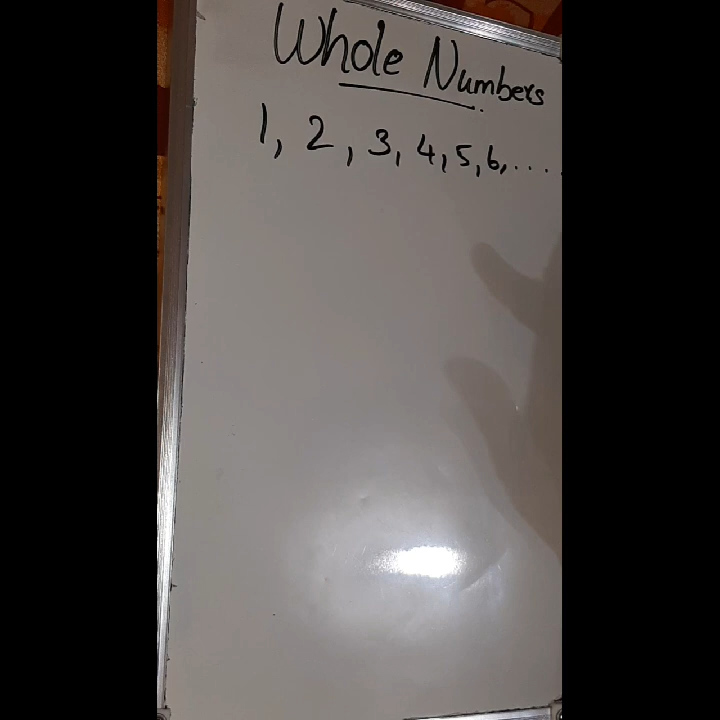 Whole Numbers
1, 2, 3, 4, 5, 6, ....